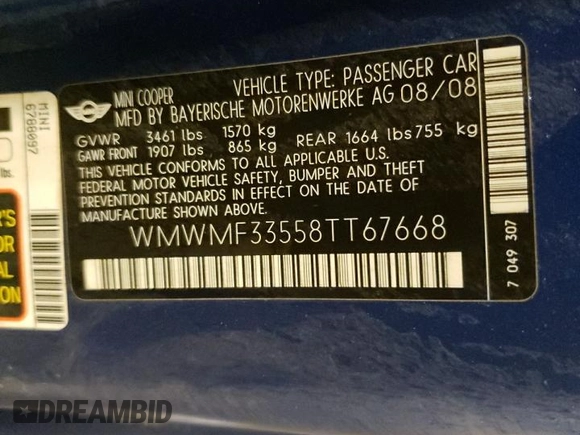 MINI COOPER
VEHICLE TYPE: PASSENGER CAR
MFD BY BAYERISCHE MOTORENWERKE AG 08/08
GVWR 3461 lbs 1570 kg
GAWR FRONT 1907 lbs 865 kg REAR 1664 lbs 755 kg
THIS VEHICLE CONFORMS TO ALL APPLICABLE U.S.
FEDERAL MOTOR VEHICLE SAFETY, BUMPER AND THEFT
PREVENTION STANDARDS IN EFFECT ON THE DATE OF
MANUFACTURE SHOWN ABOVE.
WMWMF33558TT67668
7 049 307
MINI
6788097
lbs.
DREAMBID